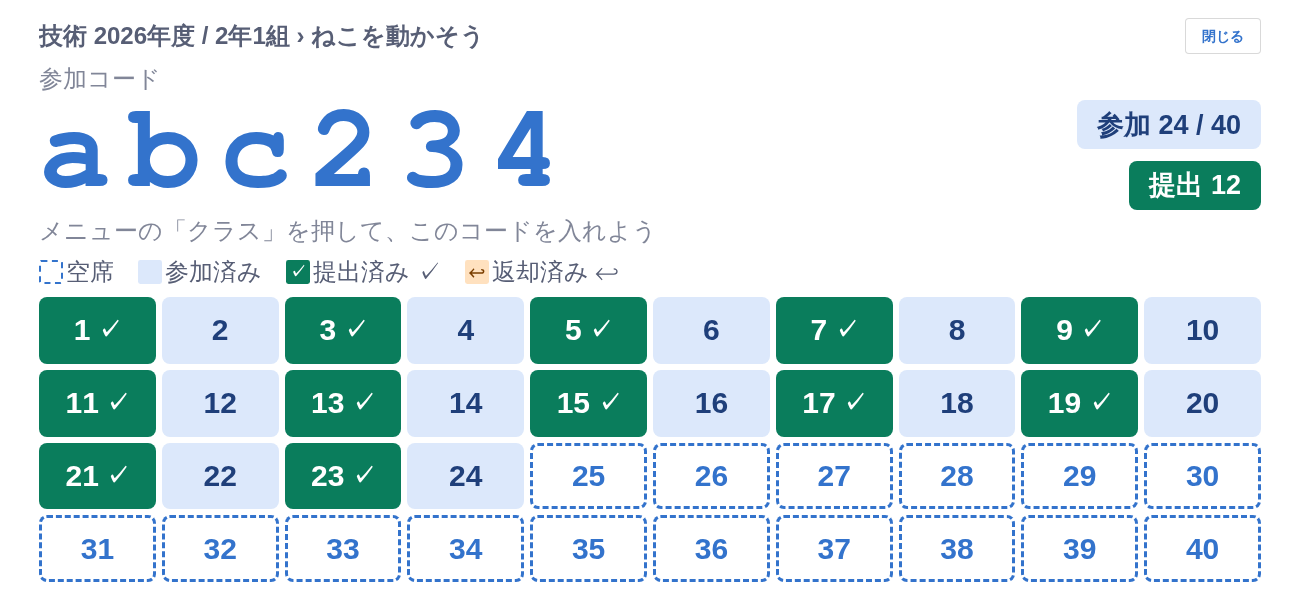 技術 2026年度 / 2年1組 › ねこを動かそう
閉じる
参加コード
abc234
参加 24 / 40
提出 12
メニューの「クラス」を押して、このコードを入れよう
空席 参加済み ✓ 提出済み ✓ ↩ 返却済み ↩
1 ✓ 2 3 ✓ 4 5 ✓ 6 7 ✓ 8 9 ✓ 10
11 ✓ 12 13 ✓ 14 15 ✓ 16 17 ✓ 18 19 ✓ 20
21 ✓ 22 23 ✓ 24 25 26 27 28 29 30
31 32 33 34 35 36 37 38 39 40